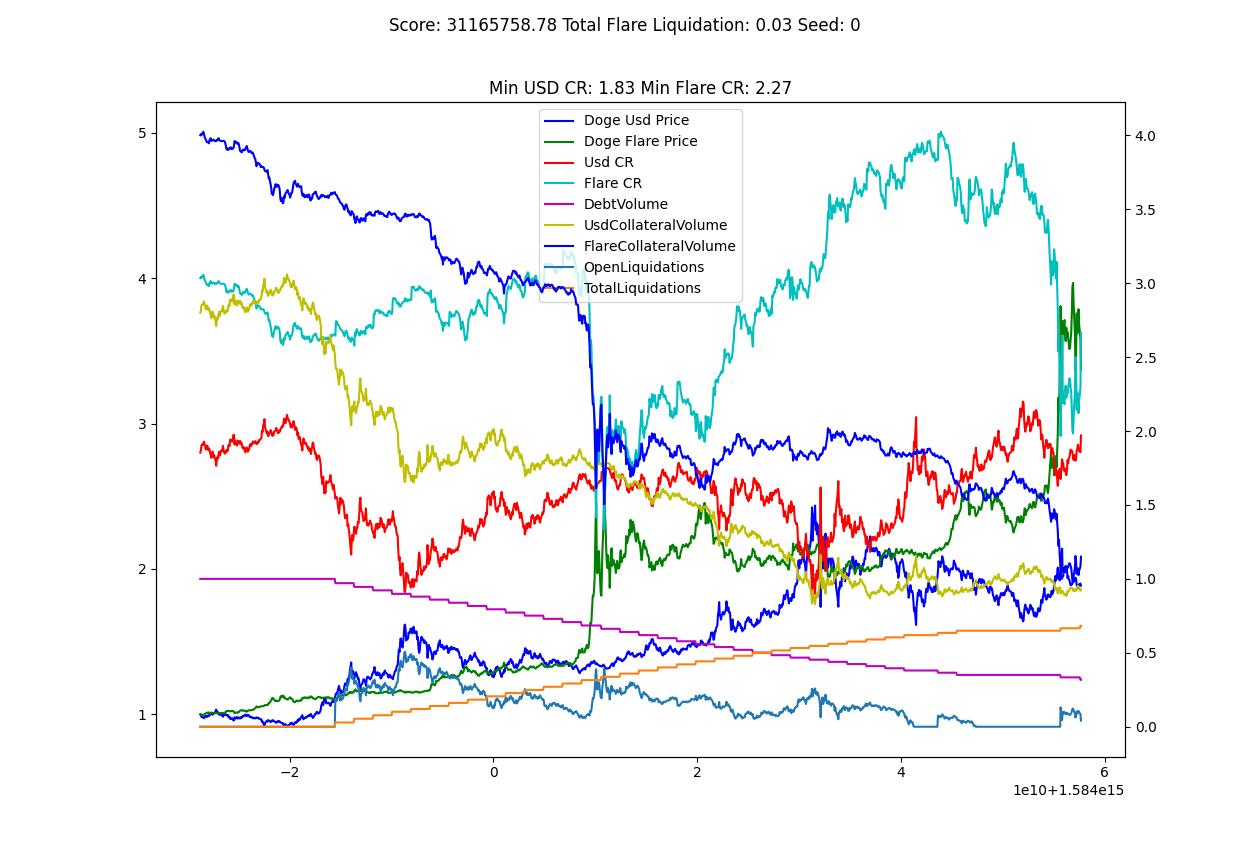 Score: 31165758.78 Total Flare Liquidation: 0.03 Seed: 0
Min USD CR: 1.83 Min Flare CR: 2.27
Doge Usd Price
Doge Flare Price
Usd CR
Flare CR
DebtVolume
UsdCollateralVolume
FlareCollateralVolume
OpenLiquidations
TotalLiquidations
5
4
3
2
1
4.0
3.5
3.0
2.5
2.0
1.5
1.0
0.5
0.0
−2 0 2 4 6
1e10+1.584e15